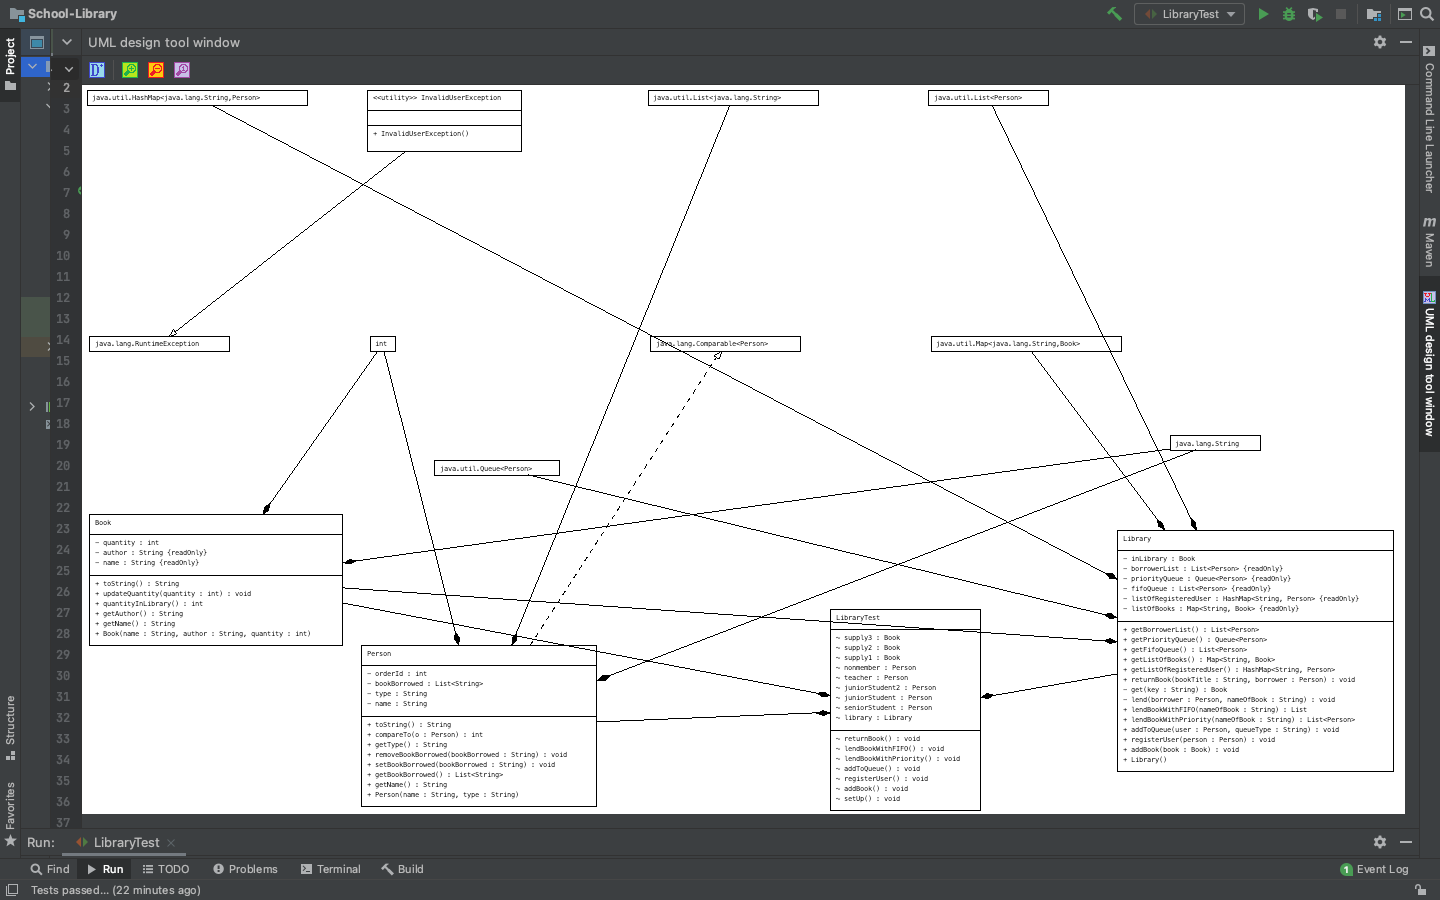 School-Library
LibraryTest
Project
UML design tool window
2
3
4
5
6
7
8
9
10
11
12
13
14
15
16
17
18
19
20
21
22
23
24
25
26
27
28
29
30
31
32
33
34
35
36
37
java.util.HashMap<java.lang.String,Person>
<<utility>> InvalidUserException
+ InvalidUserException()
java.util.List<java.lang.String>
java.util.List<Person>
java.lang.RuntimeException
int
java.lang.Comparable<Person>
java.util.Map<java.lang.String,Book>
java.lang.String
java.util.Queue<Person>
Book
- quantity : int
- author : String {readOnly}
- name : String {readOnly}
+ toString() : String
+ updateQuantity(quantity : int) : void
+ quantityInLibrary() : int
+ getAuthor() : String
+ getName() : String
+ Book(name : String, author : String, quantity : int)
Person
- orderId : int
- bookBorrowed : List<String>
- type : String
- name : String
+ toString() : String
+ compareTo(o : Person) : int
+ getType() : String
+ removeBookBorrowed(bookBorrowed : String) : void
+ setBookBorrowed(bookBorrowed : String) : void
+ getBookBorrowed() : List<String>
+ getName() : String
+ Person(name : String, type : String)
LibraryTest
~ supply3 : Book
~ supply2 : Book
~ supply1 : Book
~ nonmember : Person
~ teacher : Person
~ juniorStudent2 : Person
~ juniorStudent : Person
~ seniorStudent : Person
~ library : Library
~ returnBook() : void
~ lendBookWithFIFO() : void
~ lendBookWithPriority() : void
~ addToQueue() : void
~ registerUser() : void
~ addBook() : void
~ setUp() : void
Library
- inLibrary : Book
- borrowerList : List<Person> {readOnly}
- priorityQueue : Queue<Person> {readOnly}
- fifoQueue : List<Person> {readOnly}
- listOfRegisteredUser : HashMap<String, Person> {readOnly}
- listOfBooks : Map<String, Book> {readOnly}
+ getBorrowerList() : List<Person>
+ getPriorityQueue() : Queue<Person>
+ getFifoQueue() : List<Person>
+ getListOfBooks() : Map<String, Book>
+ getListOfRegisteredUser() : HashMap<String, Person>
+ returnBook(bookTitle : String, borrower : Person) : void
- get(key : String) : Book
- lend(borrower : Person, nameOfBook : String) : void
+ lendBookWithFIFO(nameOfBook : String) : List
+ lendBookWithPriority(nameOfBook : String) : List<Person>
+ addToQueue(user : Person, queueType : String) : void
+ registerUser(person : Person) : void
+ addBook(book : Book) : void
+ Library()
Command Line Launcher
m
Maven
UML design tool window
Structure
Favorites
Run:
LibraryTest
Find
Run
TODO
Problems
Terminal
Build
1
Event Log
Tests passed... (22 minutes ago)